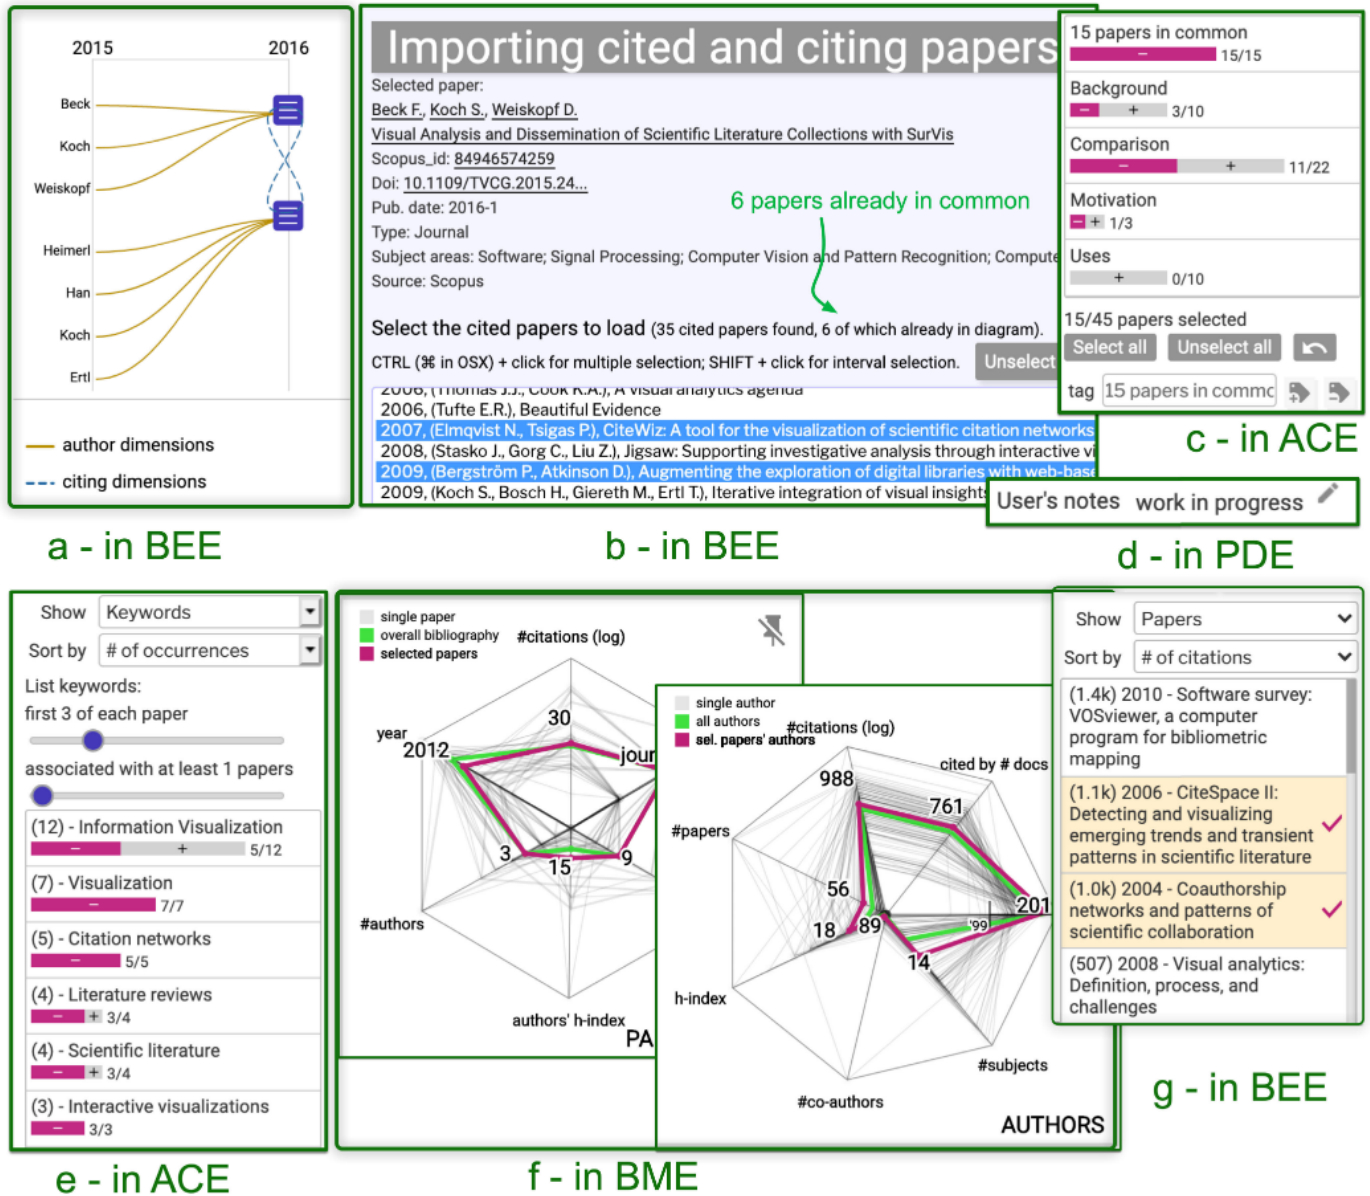 2015 2016
Beck
Koch
Weiskopf
Heimerl
Han
Koch
Ertl
author dimensions
citing dimensions
a - in BEE
Importing cited and citing papers
Selected paper:
Beck F., Koch S., Weiskopf D.
Visual Analysis and Dissemination of Scientific Literature Collections with SurVis
Scopus_id: 84946574259
Doi: 10.1109/TVCG.2015.24...
Pub. date: 2016-1
Type: Journal
Subject areas: Software; Signal Processing; Computer Vision and Pattern Recognition; Compute
Source: Scopus
6 papers already in common
Select the cited papers to load (35 cited papers found, 6 of which already in diagram).
CTRL (⌘ in OSX) + click for multiple selection; SHIFT + click for interval selection. Unselect
2006, (Thomas J.J., Cook K.A.), A visual analytics agenda
2006, (Tufte E.R.), Beautiful Evidence
2007, (Elmqvist N., Tsigas P.), CiteWiz: A tool for the visualization of scientific citation networks
2008, (Stasko J., Gorg C., Liu Z.), Jigsaw: Supporting investigative analysis through interactive vi
2009, (Bergström P., Atkinson D.), Augmenting the exploration of digital libraries with web-base
2009, (Koch S., Bosch H., Giereth M., Ertl T.), Iterative integration of visual insights
b - in BEE
15 papers in common
− 15/15
Background
− + 3/10
Comparison
− + 11/22
Motivation
− + 1/3
Uses
+ 0/10
15/45 papers selected
Select all Unselect all
tag 15 papers in commc
c - in ACE
User's notes work in progress
d - in PDE
Show Keywords
Sort by # of occurrences
List keywords:
first 3 of each paper
associated with at least 1 papers
(12) - Information Visualization
− + 5/12
(7) - Visualization
− 7/7
(5) - Citation networks
− 5/5
(4) - Literature reviews
− + 3/4
(4) - Scientific literature
− + 3/4
(3) - Interactive visualizations
− 3/3
e - in ACE
single paper
overall bibliography
selected papers
#citations (log)
30
year
2012
jour
3
15
9
#authors
authors' h-index
PA
single author
all authors
sel. papers' authors
#citations (log)
988
cited by # docs
761
#papers
56
201
'99
18
89
14
h-index
#subjects
#co-authors
AUTHORS
f - in BME
Show Papers
Sort by # of citations
(1.4k) 2010 - Software survey:
VOSviewer, a computer
program for bibliometric
mapping
(1.1k) 2006 - CiteSpace II:
Detecting and visualizing
emerging trends and transient
patterns in scientific literature
(1.0k) 2004 - Coauthorship
networks and patterns of
scientific collaboration
(507) 2008 - Visual analytics:
Definition, process, and
challenges
g - in BEE